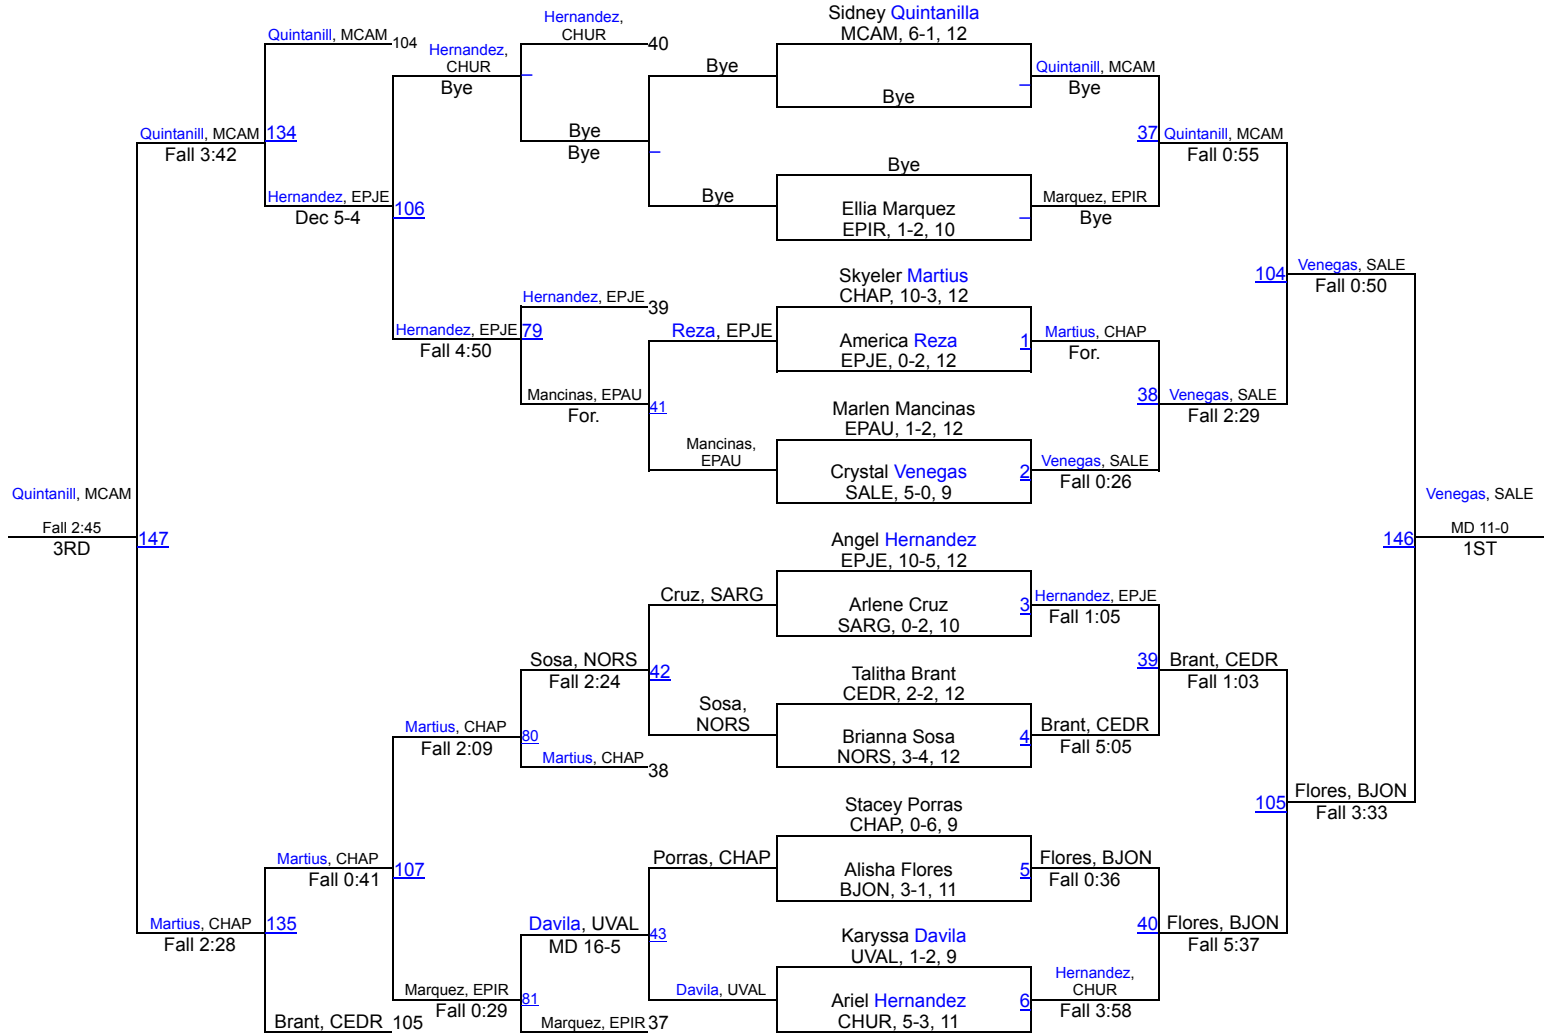 Sidney Quintanilla
MCAM, 6-1, 12
Hernandez,
CHUR
40
Quintanill, MCAM
104
Hernandez,
CHUR
Bye
Bye
Bye
Quintanill, MCAM
Bye
Quintanill, MCAM
134
Fall 3:42
Bye
Bye
37
Quintanill, MCAM
Fall 0:55
Bye
Bye
Ellia Marquez
EPIR, 1-2, 10
Marquez, EPIR
Bye
Hernandez, EPJE
106
Dec 5-4
Skyeler Martius
CHAP, 10-3, 12
104
Venegas, SALE
Fall 0:50
Hernandez, EPJE
39
Hernandez, EPJE
79
Fall 4:50
Reza, EPJE
America Reza
EPJE, 0-2, 12
1
Martius, CHAP
For.
Mancinas, EPAU
For.
41
Marlen Mancinas
EPAU, 1-2, 12
38
Venegas, SALE
Fall 2:29
Mancinas,
EPAU
Crystal Venegas
SALE, 5-0, 9
2
Venegas, SALE
Fall 0:26
Quintanill, MCAM
Fall 2:45
3RD
147
Venegas, SALE
MD 11-0
1ST
146
Angel Hernandez
EPJE, 10-5, 12
Cruz, SARG
Arlene Cruz
SARG, 0-2, 10
3
Hernandez, EPJE
Fall 1:05
Sosa, NORS
Fall 2:24
42
Talitha Brant
CEDR, 2-2, 12
39
Brant, CEDR
Fall 1:03
Sosa,
NORS
Brianna Sosa
NORS, 3-4, 12
4
Brant, CEDR
Fall 5:05
Martius, CHAP
Fall 2:09
80
Martius, CHAP
38
Stacey Porras
CHAP, 0-6, 9
105
Flores, BJON
Fall 3:33
Martius, CHAP
Fall 0:41
107
Porras, CHAP
Alisha Flores
BJON, 3-1, 11
5
Flores, BJON
Fall 0:36
Martius, CHAP
Fall 2:28
135
Davila, UVAL
MD 16-5
43
Karyssa Davila
UVAL, 1-2, 9
40
Flores, BJON
Fall 5:37
Marquez, EPIR
Fall 0:29
81
Davila, UVAL
Ariel Hernandez
CHUR, 5-3, 11
6
Hernandez,
CHUR
Fall 3:58
Brant, CEDR
105
Marquez, EPIR
37